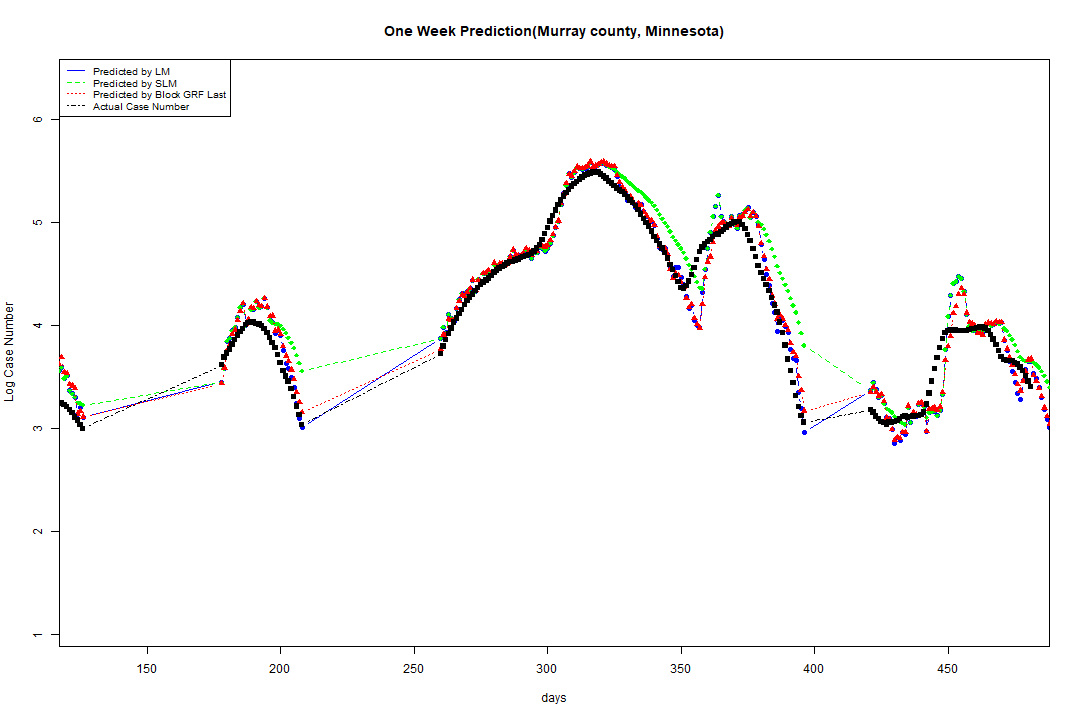 One Week Prediction(Murray county, Minnesota)
Predicted by LM
Predicted by SLM
Predicted by Block GRF Last
Actual Case Number
6
5
4
3
2
1
Log Case Number
150 200 250 300 350 400 450
days